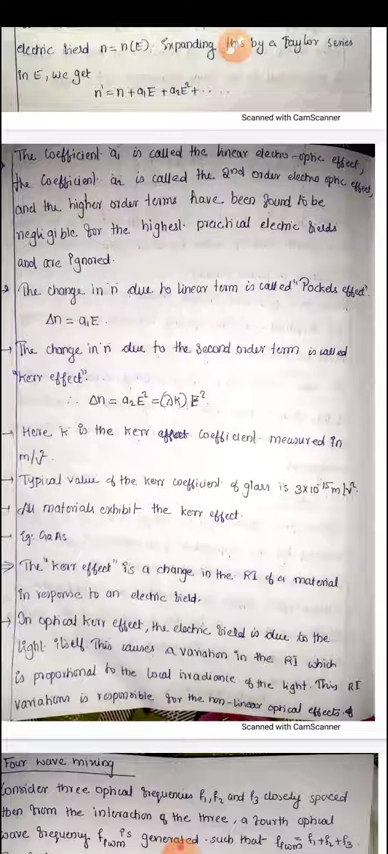 electric field n = n(E). Expanding this by a Taylor series
in E, we get
n' = n + a₁E + a₂E² + . . . .
Scanned with CamScanner
The Coefficient a₁ is called the linear electro-optic effect,
the Coefficient a₂ is called the 2nd order electro optic effect,
and the higher order terms have been found to be
negligible for the highest practical electric fields
and are ignored.
→ The change in 'n' due to linear term is called "Pockels effect".
Δn = a₁E.
→ The change in 'n' due to the second order term is called
"Kerr effect".
∴ Δn = a₂E² = (λK) E².
→ Here K is the Kerr effect Coefficient measured in
m/v².
→ Typical value of the Kerr coefficient of glass is 3x10⁻¹⁵m/v².
→ All materials exhibit the Kerr effect.
→ Eg: GaAs
⇒ The "Kerr effect" is a change in the RI of a material
in response to an electric field.
→ In optical Kerr effect, the electric field is due to the
light itself. This causes a variation in the RI which
is proportional to the local irradiance of the light. This RI
variation is responsible for the non-linear optical effects.
Scanned with CamScanner
Four wave mixing
Consider three optical frequencies f₁, f₂ and f₃ closely spaced
then from the interaction of the three, a fourth optical
wave frequency f_fwm is generated such that f_fwm = f₁ + f₂ + f₃.